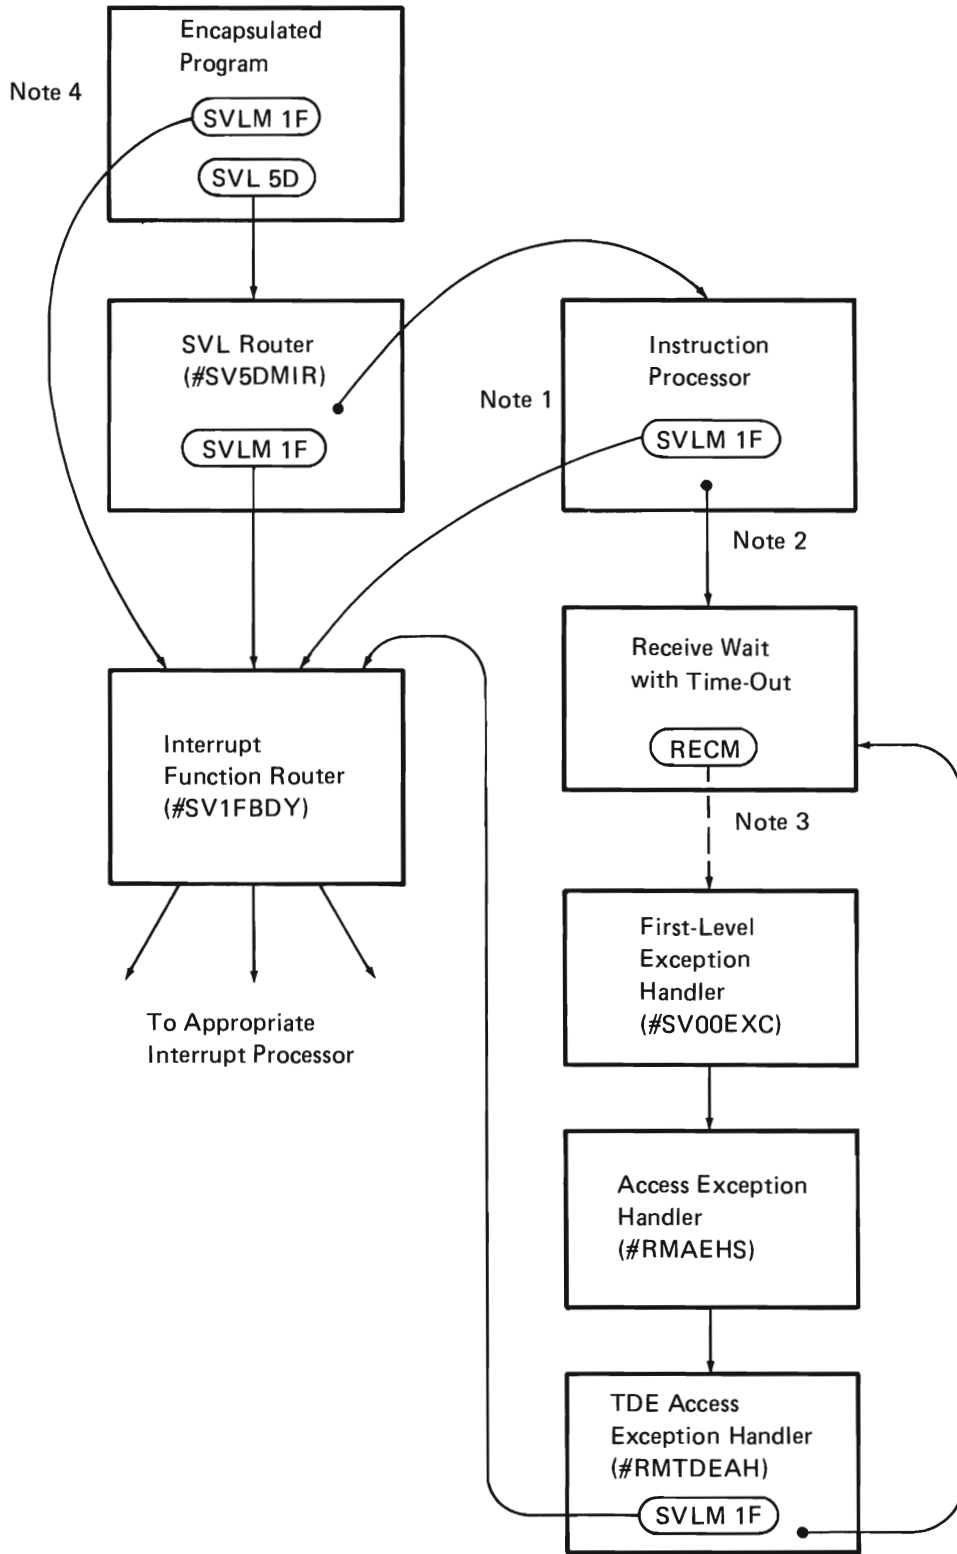 Encapsulated
Program
Note 4
SVLM 1F
SVL 5D
SVL Router
(#SV5DMIR)
SVLM 1F
Instruction
Processor
Note 1
SVLM 1F
Note 2
Receive Wait
with Time-Out
RECM
Note 3
Interrupt
Function Router
(#SV1FBDY)
To Appropriate
Interrupt Processor
First-Level
Exception
Handler
(#SV00EXC)
Access Exception
Handler
(#RMAEHS)
TDE Access
Exception Handler
(#RMTDEAH)
SVLM 1F